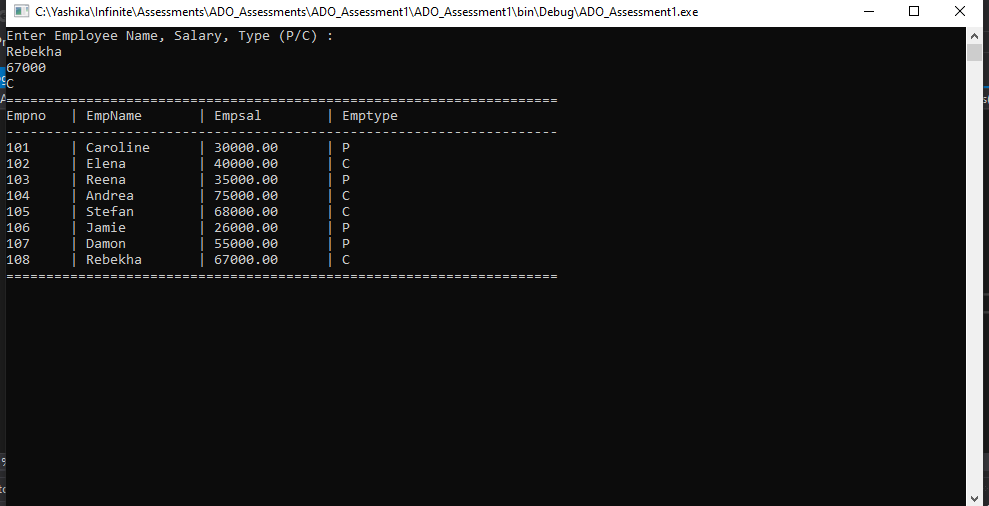 C:\Yashika\Infinite\Assessments\ADO_Assessments\ADO_Assessment1\ADO_Assessment1\bin\Debug\ADO_Assessment1.exe
Enter Employee Name, Salary, Type (P/C) :
Rebekha
67000
C
=====================================================================
Empno   | EmpName       | Empsal        | Emptype
---------------------------------------------------------------------
101     | Caroline      | 30000.00      | P
102     | Elena         | 40000.00      | C
103     | Reena         | 35000.00      | P
104     | Andrea        | 75000.00      | C
105     | Stefan        | 68000.00      | C
106     | Jamie         | 26000.00      | P
107     | Damon         | 55000.00      | P
108     | Rebekha       | 67000.00      | C
=====================================================================